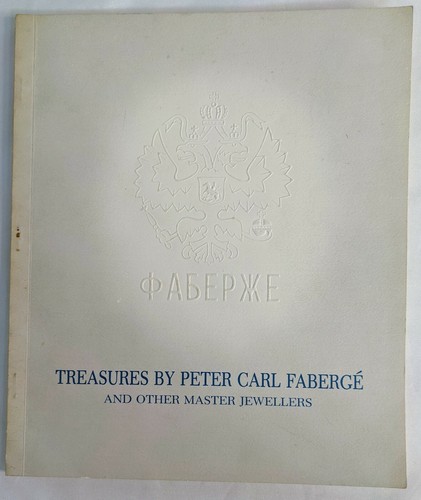 ФАБЕРЖЕ
TREASURES BY PETER CARL FABERGÉ
AND OTHER MASTER JEWELLERS